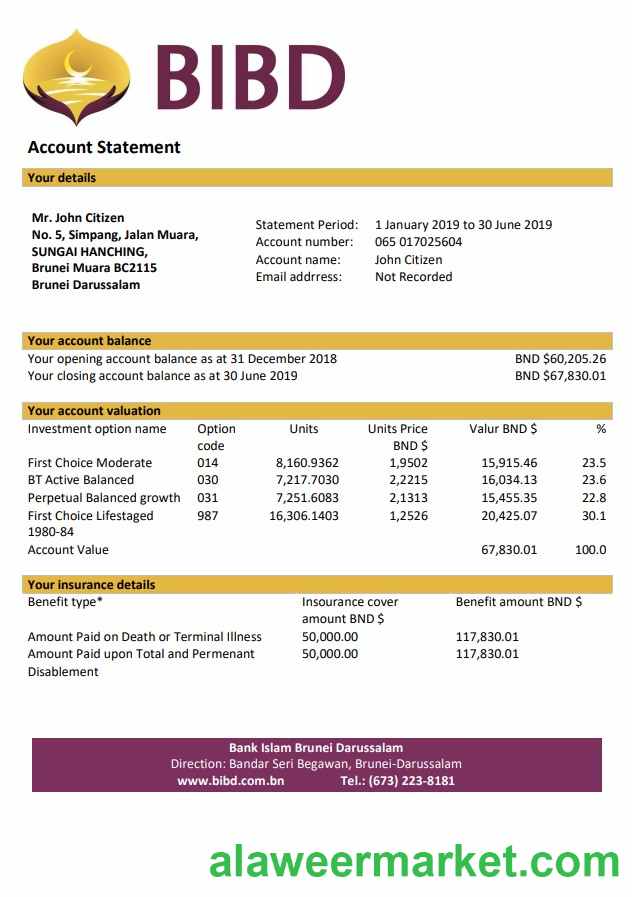 BIBD
Account Statement
Your details
Mr. John Citizen
No. 5, Simpang, Jalan Muara,
SUNGAI HANCHING,
Brunei Muara BC2115
Brunei Darussalam
Statement Period: 1 January 2019 to 30 June 2019
Account number: 065 017025604
Account name: John Citizen
Email addrress: Not Recorded
Your account balance
Your opening account balance as at 31 December 2018 BND $60,205.26
Your closing account balance as at 30 June 2019 BND $67,830.01
Your account valuation
Investment option name Option Units Units Price Valur BND $ %
code BND $
First Choice Moderate 014 8,160.9362 1,9502 15,915.46 23.5
BT Active Balanced 030 7,217.7030 2,2215 16,034.13 23.6
Perpetual Balanced growth 031 7,251.6083 2,1313 15,455.35 22.8
First Choice Lifestaged 987 16,306.1403 1,2526 20,425.07 30.1
1980-84
Account Value 67,830.01 100.0
Your insurance details
Benefit type* Insourance cover Benefit amount BND $
amount BND $
Amount Paid on Death or Terminal Illness 50,000.00 117,830.01
Amount Paid upon Total and Permenant 50,000.00 117,830.01
Disablement
Bank Islam Brunei Darussalam
Direction: Bandar Seri Begawan, Brunei-Darussalam
www.bibd.com.bn Tel.: (673) 223-8181
alaweermarket.com